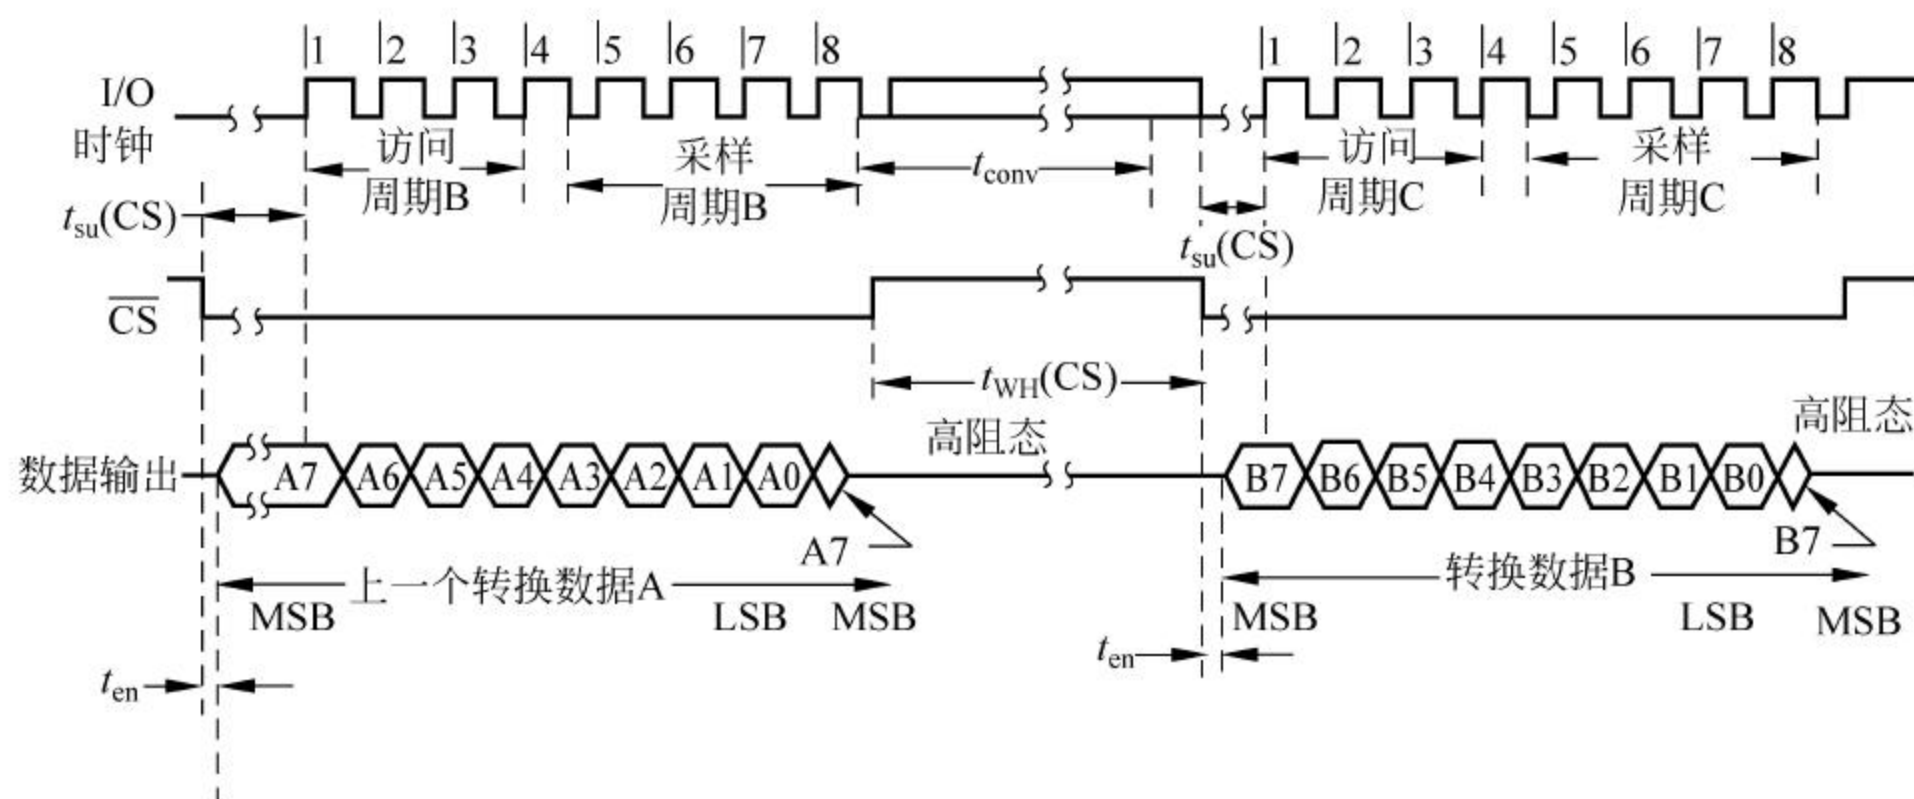 1 2 3 4 5 6 7 8 1 2 3 4 5 6 7 8
I/O
时钟
访问
周期B
采样
周期B
tconv
访问
周期C
采样
周期C
tsu(CS)
tsu(CS)
CS
tWH(CS)
高阻态
高阻态
数据输出
A7 A6 A5 A4 A3 A2 A1 A0
B7 B6 B5 B4 B3 B2 B1 B0
A7
B7
上一个转换数据A
转换数据B
MSB LSB MSB
MSB LSB MSB
ten
ten